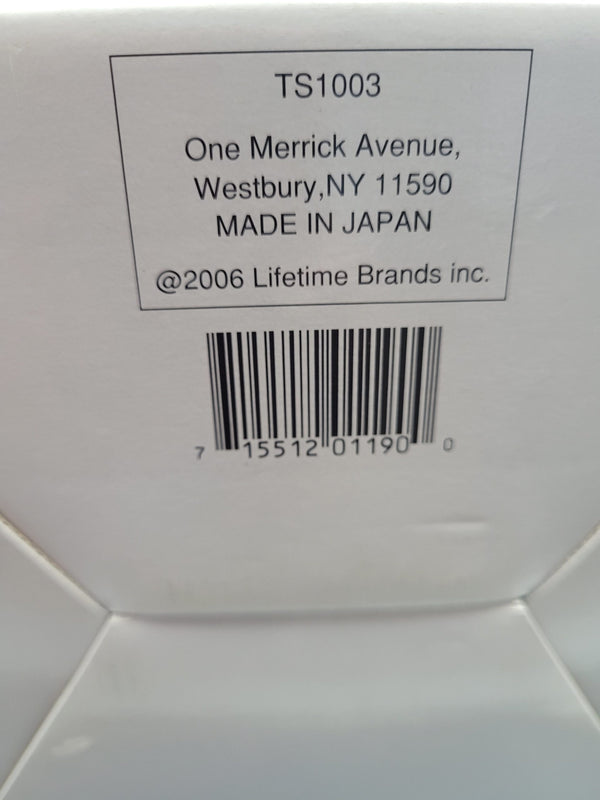 TS1003
One Merrick Avenue,
Westbury,NY 11590
MADE IN JAPAN
@2006 Lifetime Brands inc.
7 15512 01190 0